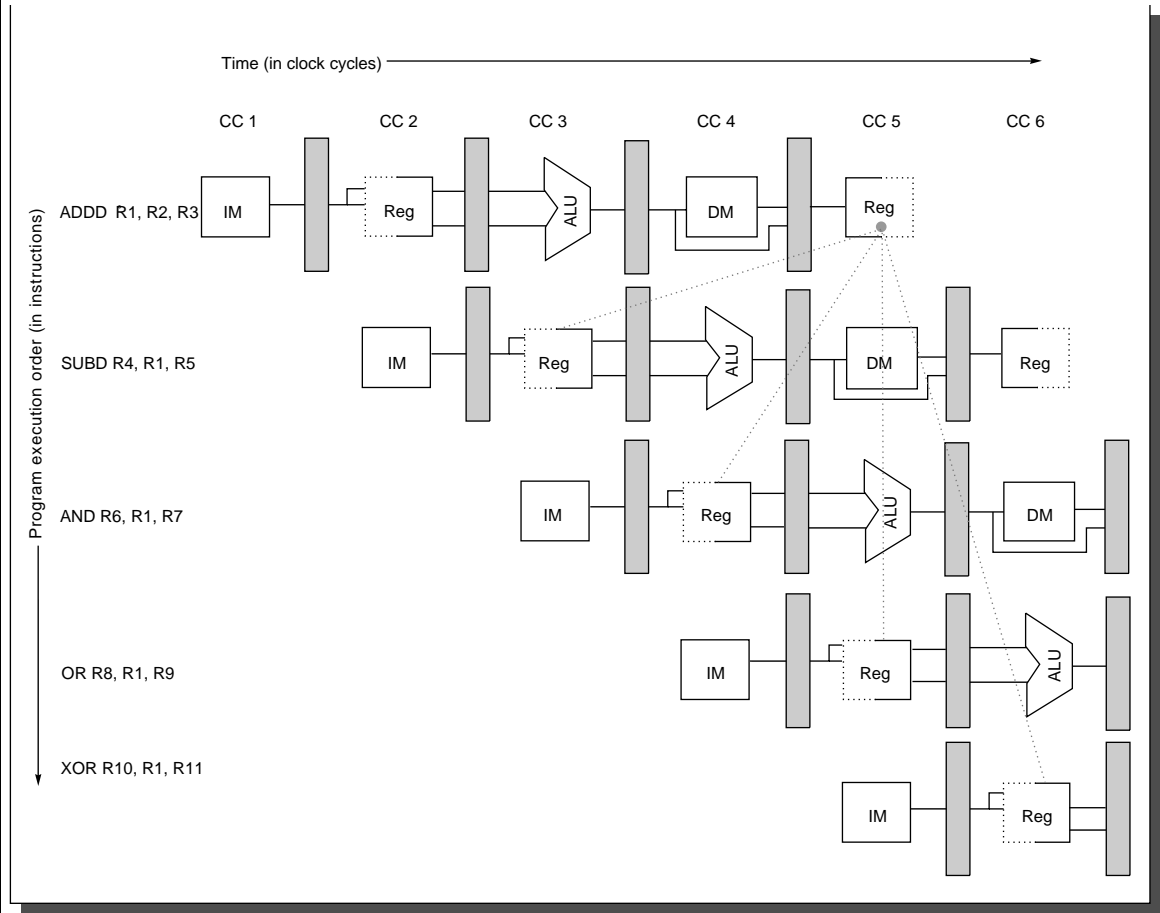 Time (in clock cycles)
CC 1 CC 2 CC 3 CC 4 CC 5 CC 6
Program execution order (in instructions)
ADDD R1, R2, R3 IM Reg ALU DM Reg
SUBD R4, R1, R5 IM Reg ALU DM Reg
AND R6, R1, R7 IM Reg ALU DM
OR R8, R1, R9 IM Reg ALU
XOR R10, R1, R11
IM Reg